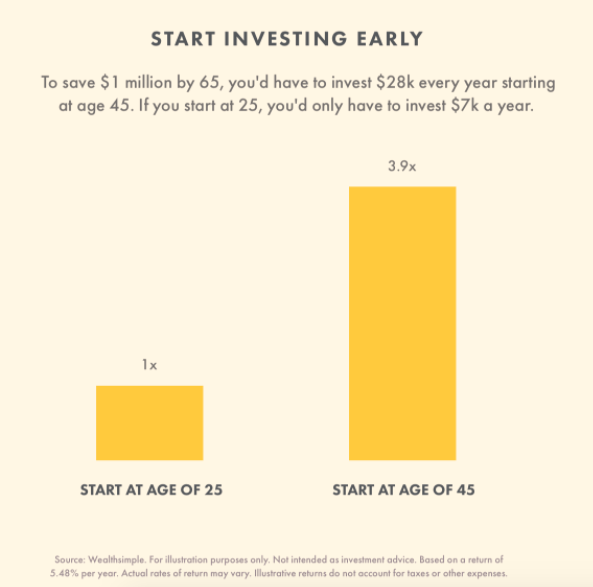 START INVESTING EARLY
To save $1 million by 65, you'd have to invest $28k every year starting
at age 45. If you start at 25, you'd only have to invest $7k a year.
3.9x
1x
START AT AGE OF 25
START AT AGE OF 45
Source: Wealthsimple. For illustration purposes only. Not intended as investment advice. Based on a return of
5.48% per year. Actual rates of return may vary. Illustrative returns do not account for taxes or other expenses.